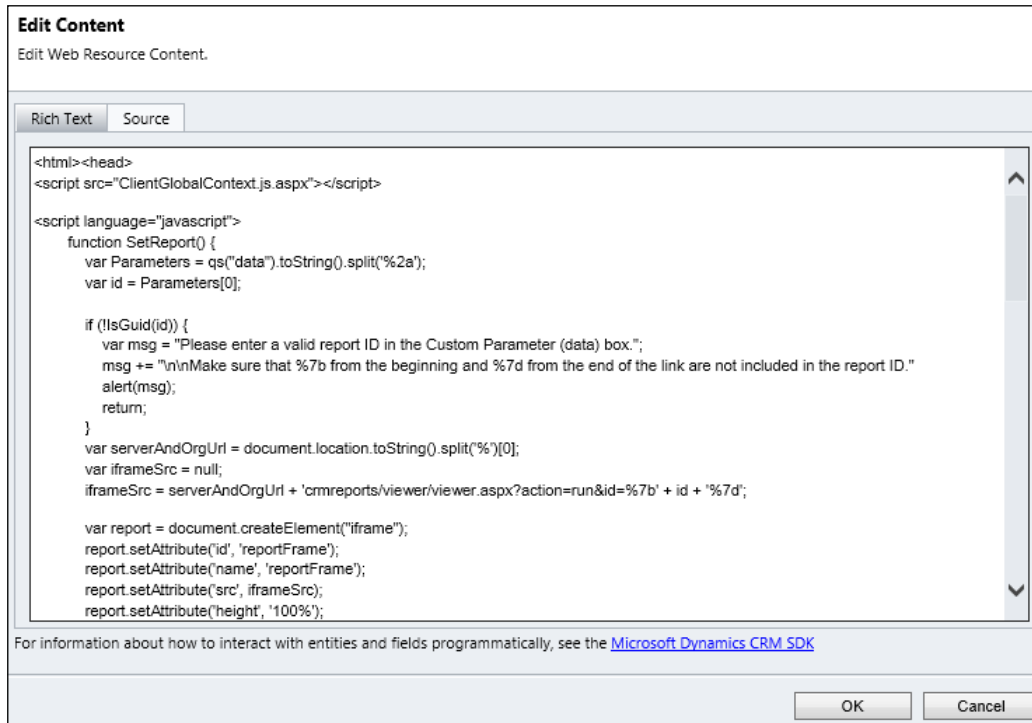 Edit Content
Edit Web Resource Content.
Rich Text Source
<html><head>
<script src="ClientGlobalContext.js.aspx"></script>
<script language="javascript">
function SetReport() {
var Parameters = qs("data").toString().split('%2a');
var id = Parameters[0];
if (!IsGuid(id)) {
var msg = "Please enter a valid report ID in the Custom Parameter (data) box.";
msg += "\n\nMake sure that %7b from the beginning and %7d from the end of the link are not included in the report ID."
alert(msg);
return;
}
var serverAndOrgUrl = document.location.toString().split('%')[0];
var iframeSrc = null;
iframeSrc = serverAndOrgUrl + 'crmreports/viewer/viewer.aspx?action=run&id=%7b' + id + '%7d';
var report = document.createElement("iframe");
report.setAttribute('id', 'reportFrame');
report.setAttribute('name', 'reportFrame');
report.setAttribute('src', iframeSrc);
report.setAttribute('height', '100%');
For information about how to interact with entities and fields programmatically, see the Microsoft Dynamics CRM SDK
OK Cancel